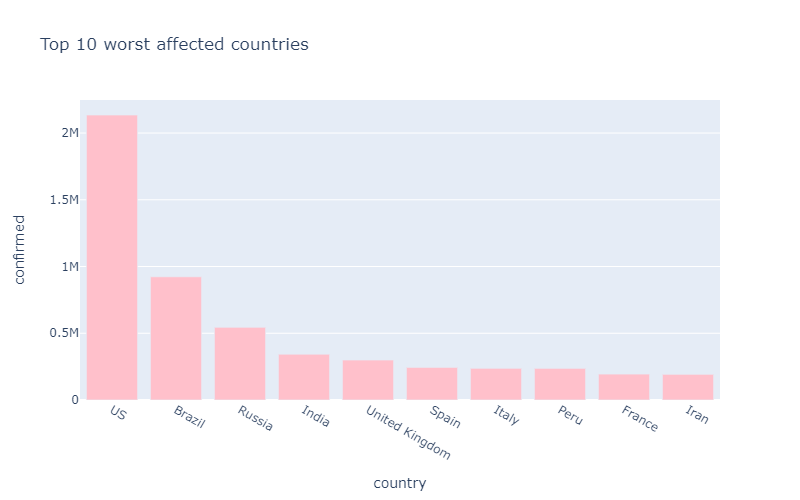 Top 10 worst affected countries
2M
1.5M
1M
0.5M
0
confirmed
US
Brazil
Russia
India
United Kingdom
Spain
Italy
Peru
France
Iran
country